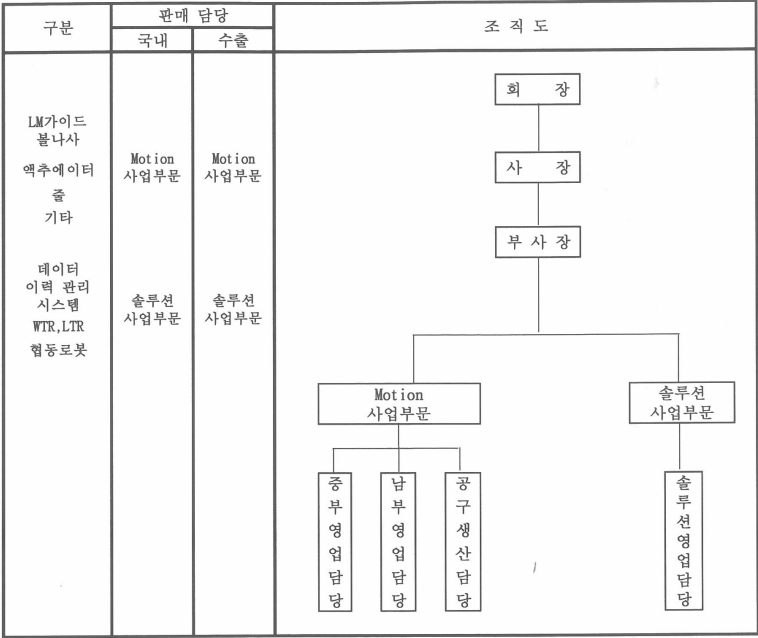 구분
판매 담당
국내
수출
조 직 도
LM가이드
볼나사
액추에이터
줄
기타
Motion
사업부문
Motion
사업부문
데이터
이력 관리
시스템
WTR,LTR
협동로봇
솔루션
사업부문
솔루션
사업부문
회 장
사 장
부 사 장
Motion
사업부문
솔루션
사업부문
중부영업담당
남부영업담당
공구생산담당
솔루션영업담당